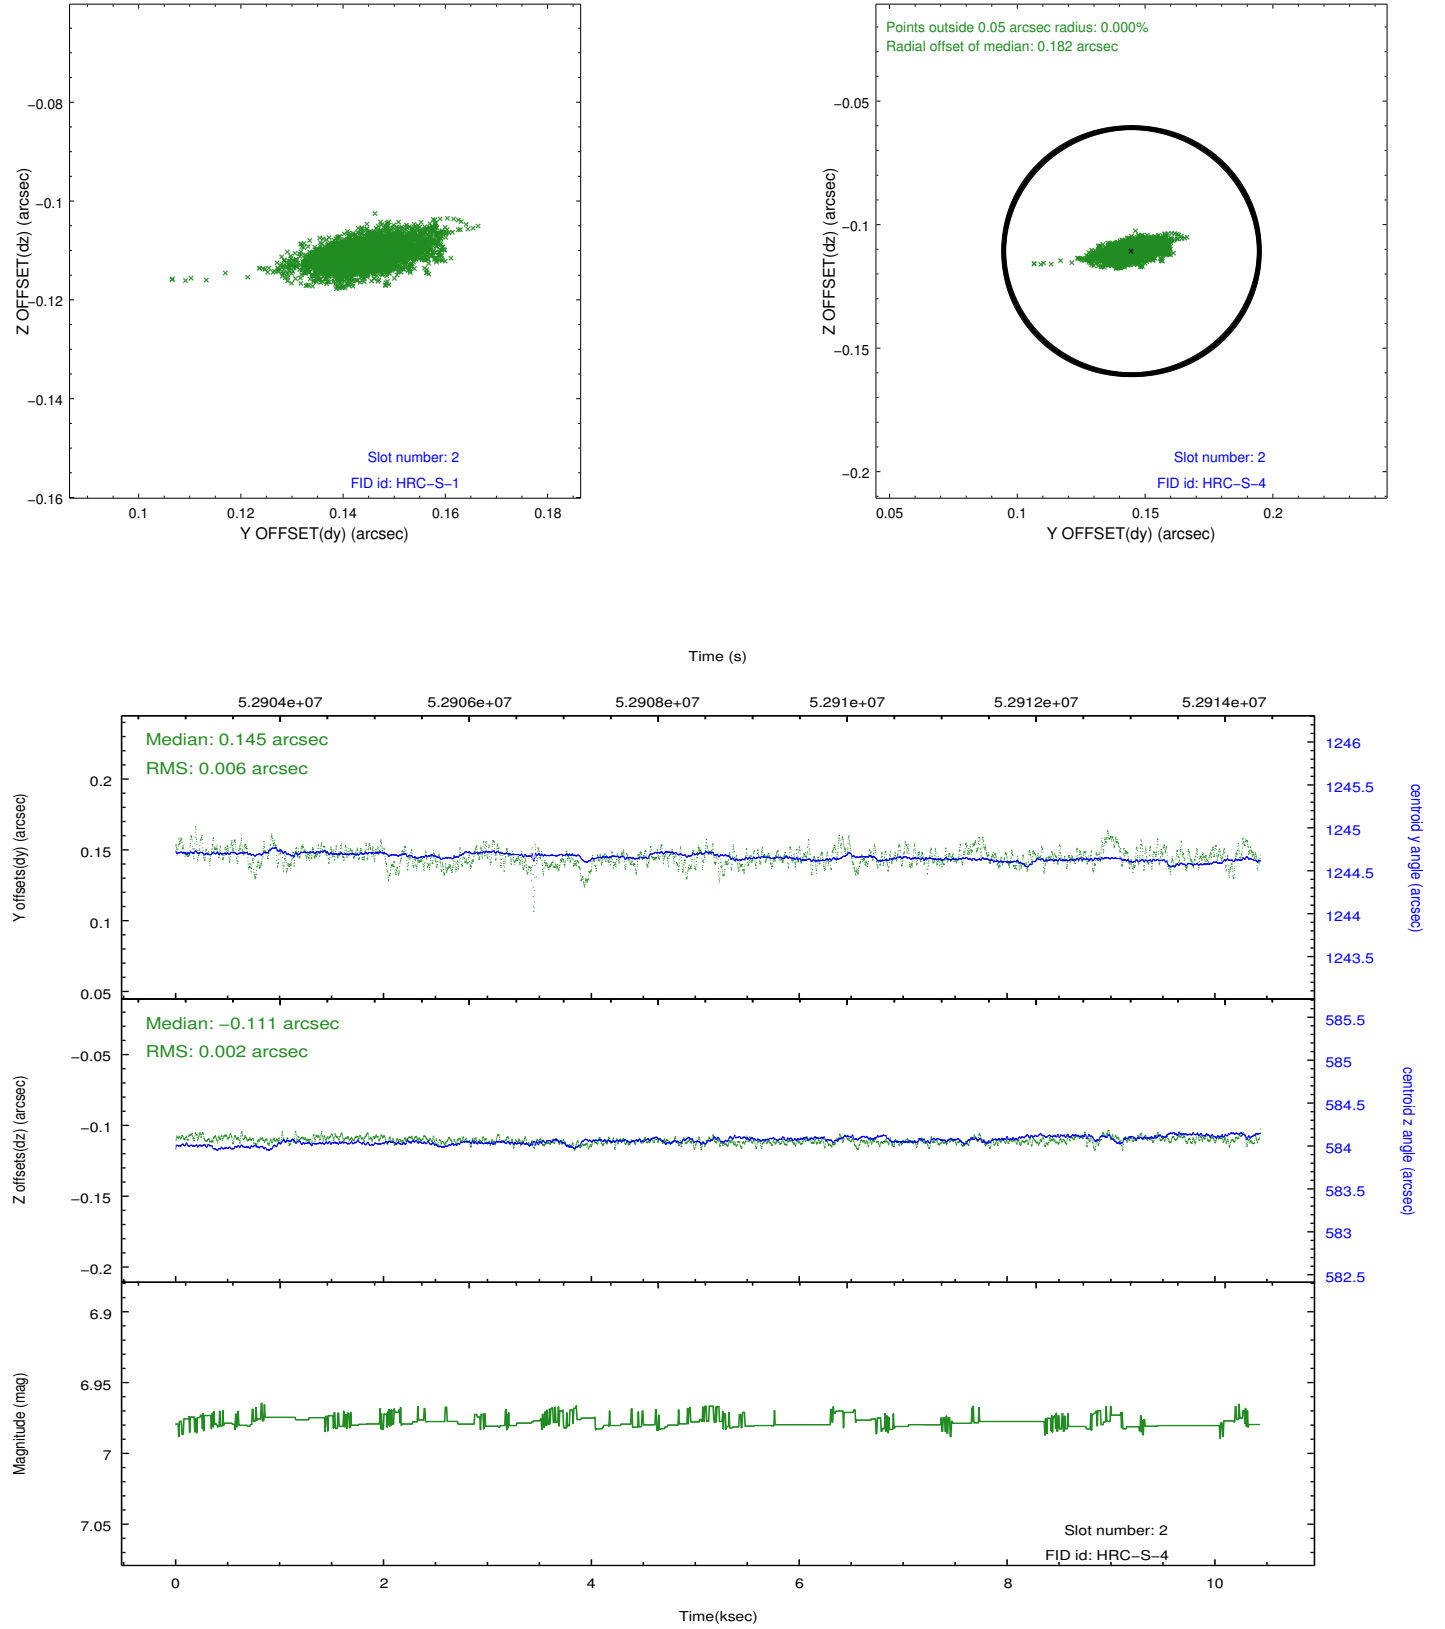 −0.08
−0.1
−0.12
−0.14
−0.16
Z OFFSET(dz) (arcsec)
Slot number: 2
FID id: HRC−S−1
0.1
0.12
0.14
0.16
0.18
Y OFFSET(dy) (arcsec)
Points outside 0.05 arcsec radius: 0.000%
Radial offset of median: 0.182 arcsec
−0.05
−0.1
−0.15
−0.2
Z OFFSET(dz) (arcsec)
Slot number: 2
FID id: HRC−S−4
0.05
0.1
0.15
0.2
Y OFFSET(dy) (arcsec)
Time (s)
5.2904e+07
5.2906e+07
5.2908e+07
5.291e+07
5.2912e+07
5.2914e+07
Median: 0.145 arcsec
RMS: 0.006 arcsec
Y offsets(dy) (arcsec)
0.2
0.15
0.1
0.05
1246
1245.5
1245
1244.5
1244
1243.5
centroid y angle (arcsec)
Median: −0.111 arcsec
RMS: 0.002 arcsec
Z offsets(dz) (arcsec)
−0.05
−0.1
−0.15
−0.2
585.5
585
584.5
584
583.5
583
582.5
centroid z angle (arcsec)
Magnitude (mag)
6.9
6.95
7
7.05
Slot number: 2
FID id: HRC−S−4
0
2
4
6
8
10
Time(ksec)